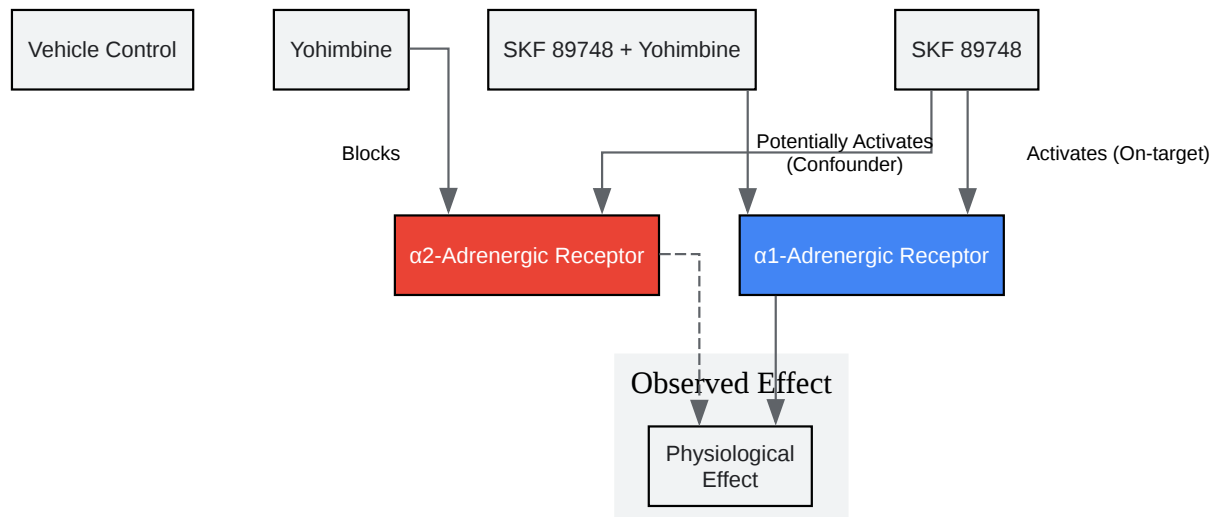 Vehicle Control
Yohimbine
SKF 89748 + Yohimbine
SKF 89748
Blocks
Potentially Activates
(Confounder)
Activates (On-target)
α2-Adrenergic Receptor
α1-Adrenergic Receptor
Observed Effect
Physiological
Effect